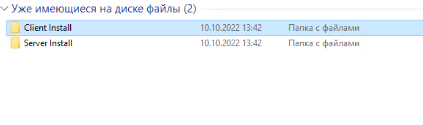 Уже имеющиеся на диске файлы (2)
Client Install 10.10.2022 13:42 Папка с файлами
Server Install 10.10.2022 13:42 Папка с файлами